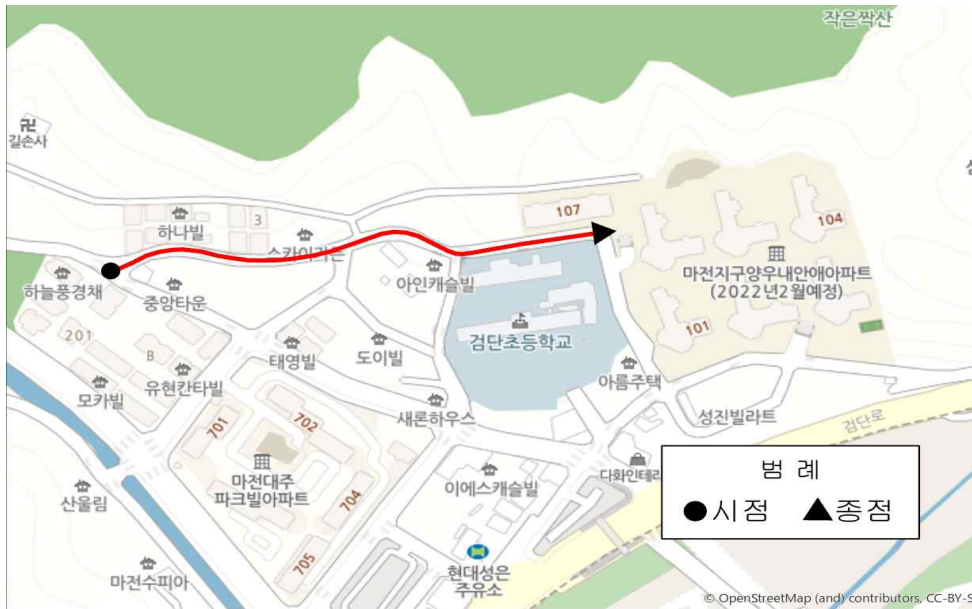 작은짝산
卍
길손사
하나빌
3
스카이가든
107
104
하늘풍경채
중앙타운
아인캐슬빌
마전지구양우내안애아파트
(2022년2월예정)
201
B
유현칸타빌
태영빌
도이빌
검단초등학교
101
모카빌
701
702
새론하우스
아름주택
성진빌라트
검단로
마전대주
파크빌아파트
704
705
이에스캐슬빌
다화인테리
산울림
마전수피아
현대성은
주유소
범 례
시점
종점
© OpenStreetMap (and) contributors, CC-BY-S